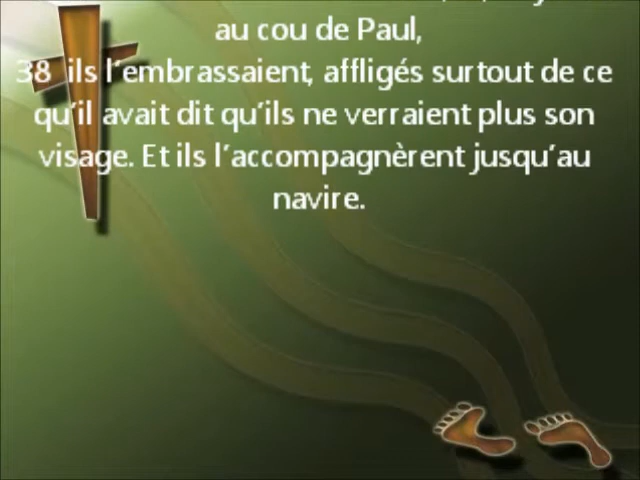 au cou de Paul,
38 ils l'embrassaient, affligés surtout de ce
qu'il avait dit qu'ils ne verraient plus son
visage. Et ils l'accompagnèrent jusqu'au
navire.